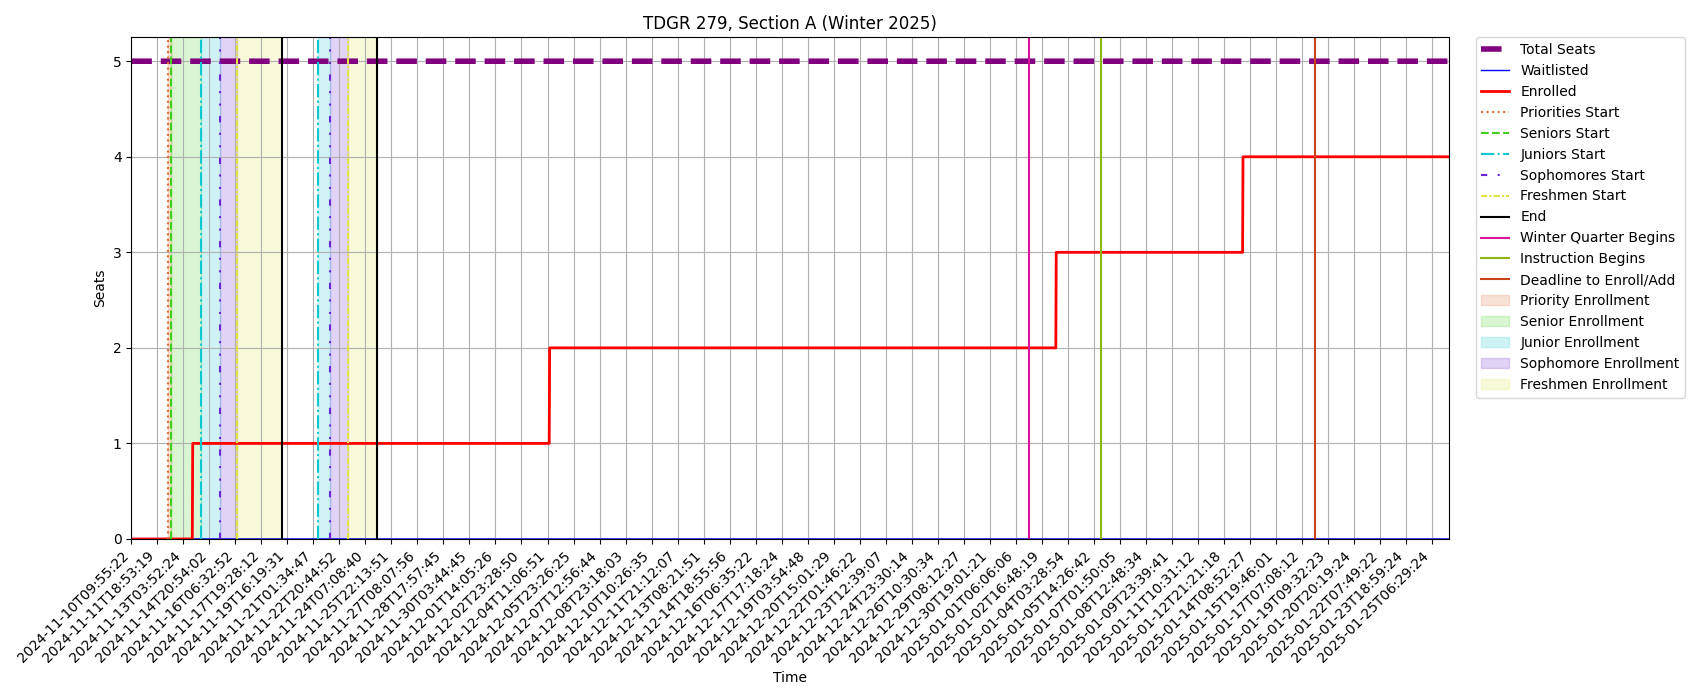 TDGR 279, Section A (Winter 2025)
Seats
5
4
3
2
1
0
2024-11-10T09:55:22
2024-11-11T18:53:19
2024-11-13T03:52:24
2024-11-14T20:54:02
2024-11-16T06:32:52
2024-11-17T19:28:12
2024-11-19T16:19:31
2024-11-21T01:34:47
2024-11-22T20:44:52
2024-11-24T07:08:40
2024-11-25T22:13:51
2024-11-27T08:07:56
2024-11-28T17:57:45
2024-11-30T03:44:45
2024-12-01T14:05:26
2024-12-02T23:28:50
2024-12-04T11:06:51
2024-12-05T23:26:25
2024-12-07T12:56:44
2024-12-08T23:18:03
2024-12-10T10:26:35
2024-12-11T21:12:07
2024-12-13T08:21:51
2024-12-14T18:55:56
2024-12-16T06:35:22
2024-12-17T17:18:24
2024-12-19T03:54:48
2024-12-20T15:01:29
2024-12-22T01:46:22
2024-12-23T12:39:07
2024-12-24T23:30:14
2024-12-26T10:30:34
2024-12-29T08:12:27
2024-12-30T19:01:21
2025-01-01T06:06:06
2025-01-02T16:48:19
2025-01-04T03:28:54
2025-01-05T14:26:42
2025-01-07T01:50:05
2025-01-08T12:48:34
2025-01-09T23:39:41
2025-01-11T10:31:12
2025-01-12T21:21:18
2025-01-14T08:52:27
2025-01-15T19:46:01
2025-01-17T07:08:12
2025-01-19T09:32:23
2025-01-20T20:19:24
2025-01-22T07:49:22
2025-01-23T18:59:24
2025-01-25T06:29:24
Time
Total Seats
Waitlisted
Enrolled
Priorities Start
Seniors Start
Juniors Start
Sophomores Start
Freshmen Start
End
Winter Quarter Begins
Instruction Begins
Deadline to Enroll/Add
Priority Enrollment
Senior Enrollment
Junior Enrollment
Sophomore Enrollment
Freshmen Enrollment